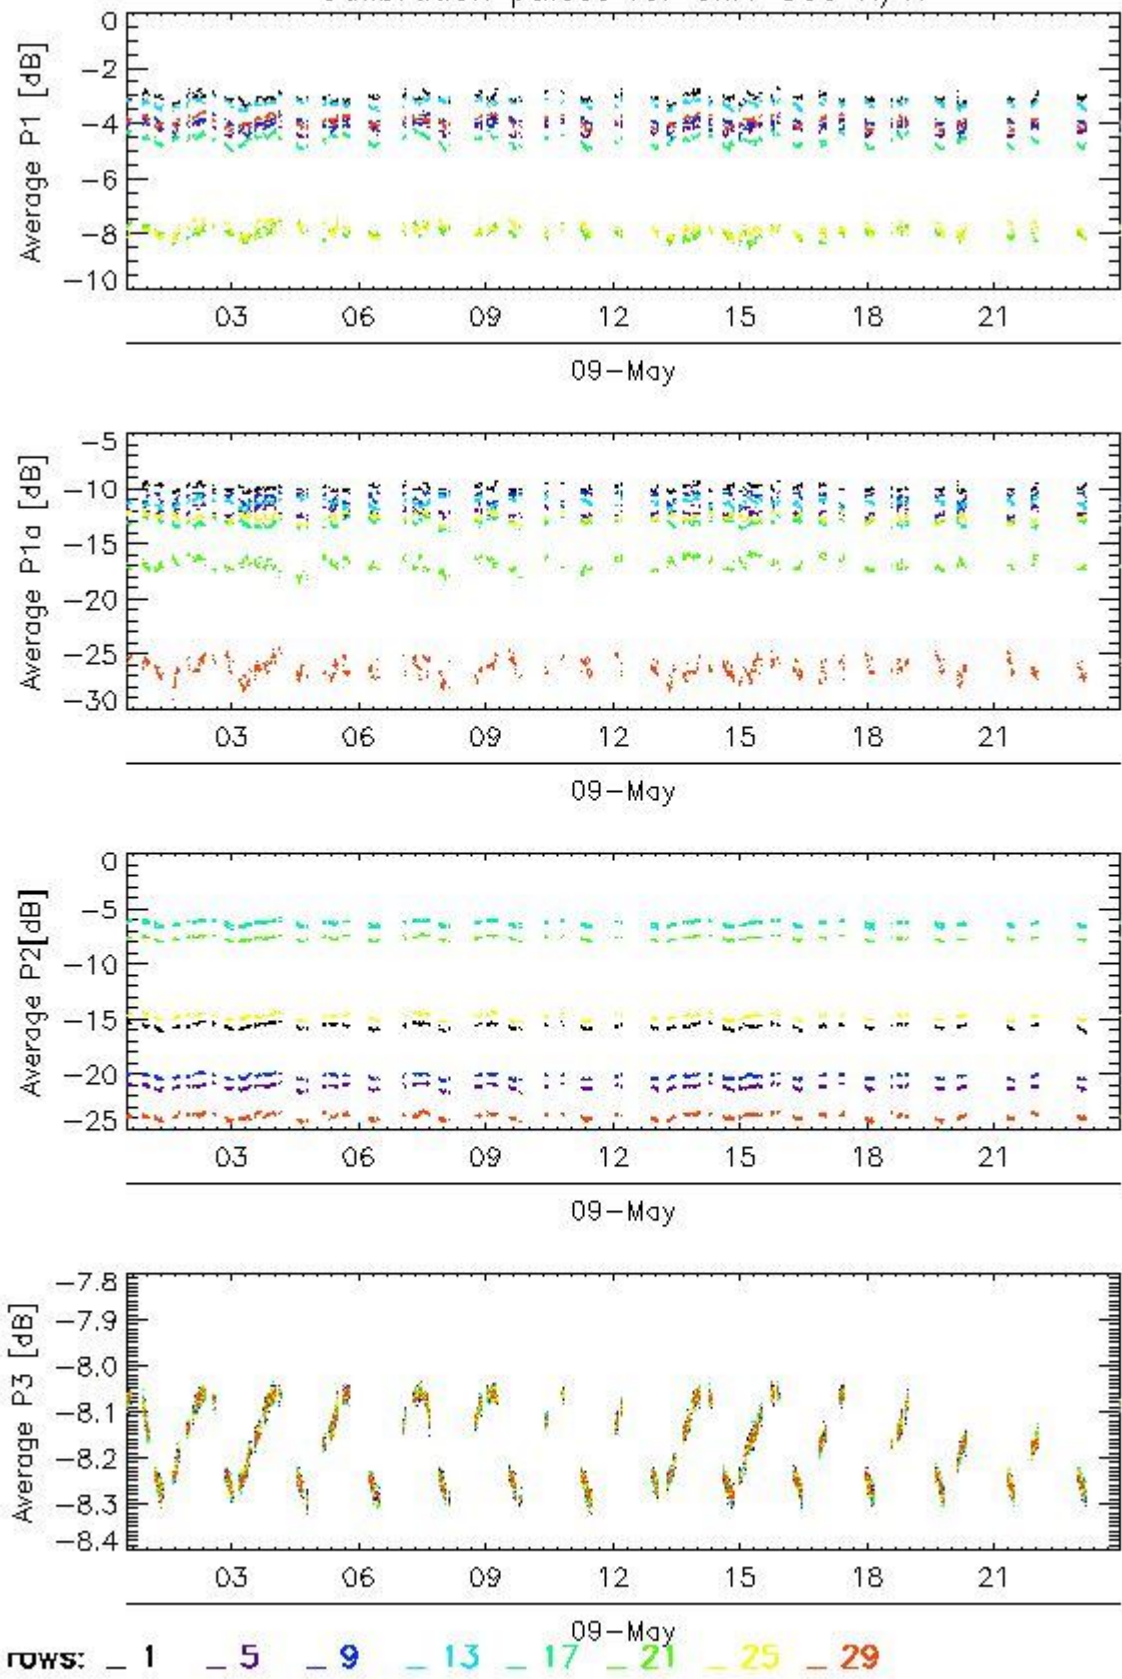 0
−2
−4
−6
−8
−10
Average P1 [dB]
03 06 09 12 15 18 21
09−May
−5
−10
−15
−20
−25
−30
Average P1a [dB]
03 06 09 12 15 18 21
09−May
0
−5
−10
−15
−20
−25
Average P2[dB]
03 06 09 12 15 18 21
09−May
−7.8
−7.9
−8.0
−8.1
−8.2
−8.3
−8.4
Average P3 [dB]
03 06 09 12 15 18 21
09−May
rows: _ 1 _ 5 _ 9 _ 13 _ 17 _ 21 _ 25 _ 29